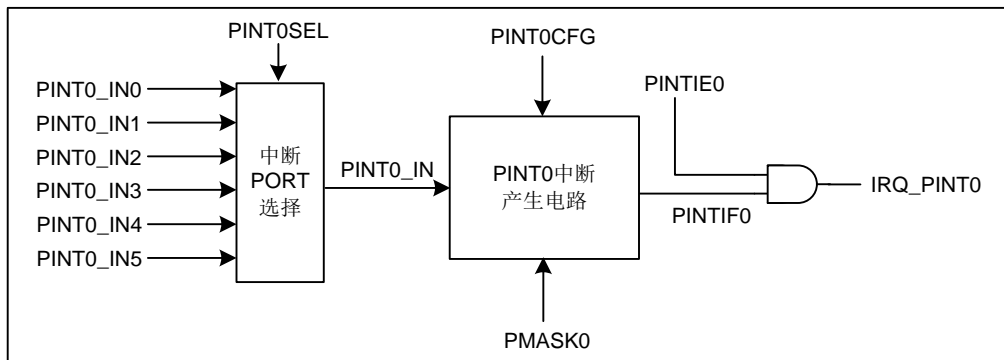 PINT0SEL
PINT0CFG
PINTIE0
PINT0_IN0
PINT0_IN1
PINT0_IN2
PINT0_IN3
PINT0_IN4
PINT0_IN5
中断
PORT
选择
PINT0_IN
PINT0中断
产生电路
PINTIF0
IRQ_PINT0
PMASK0